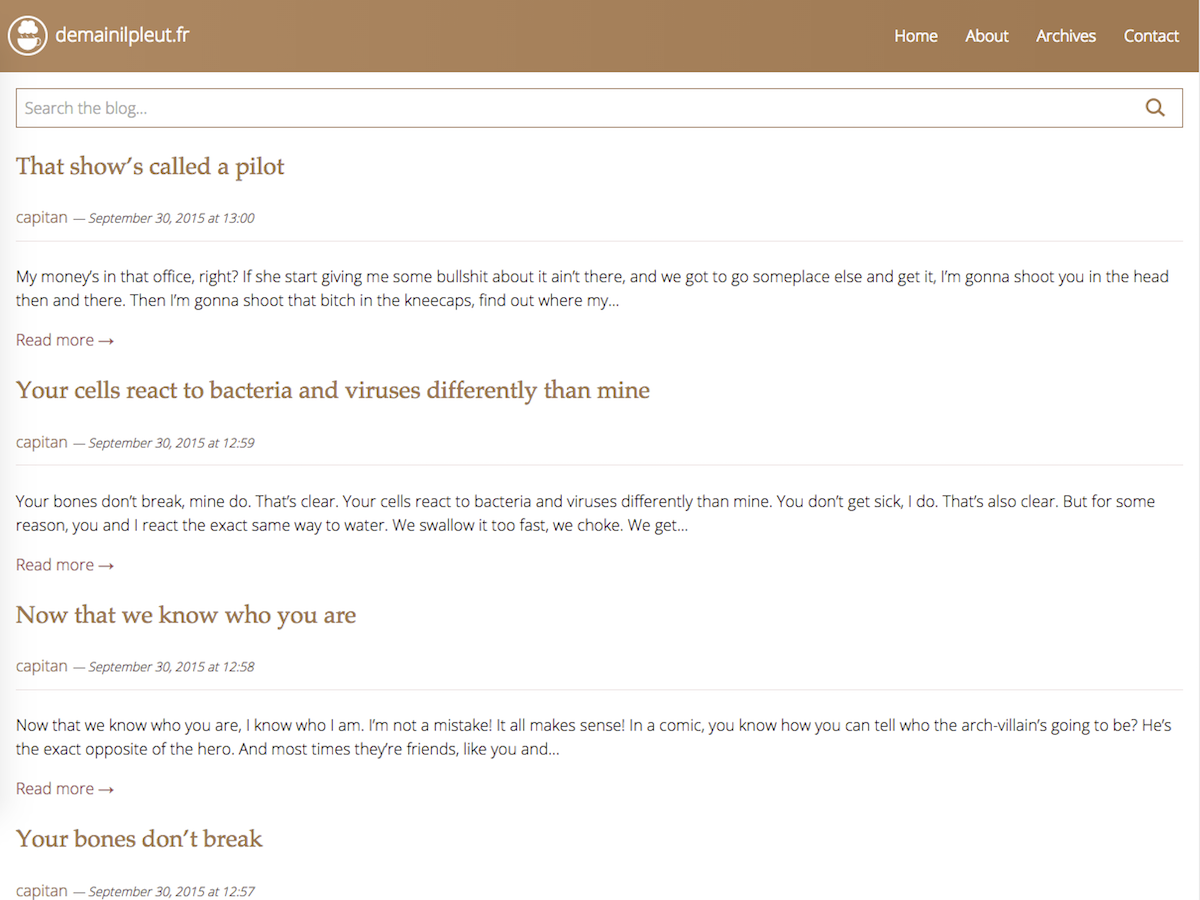 demainilpleut.fr
Home About Archives Contact
Search the blog...
That show’s called a pilot
capitan — September 30, 2015 at 13:00
My money’s in that office, right? If she start giving me some bullshit about it ain’t there, and we got to go someplace else and get it, I’m gonna shoot you in the head
then and there. Then I’m gonna shoot that bitch in the kneecaps, find out where my...
Read more →
Your cells react to bacteria and viruses differently than mine
capitan — September 30, 2015 at 12:59
Your bones don’t break, mine do. That’s clear. Your cells react to bacteria and viruses differently than mine. You don’t get sick, I do. That’s also clear. But for some
reason, you and I react the exact same way to water. We swallow it too fast, we choke. We get...
Read more →
Now that we know who you are
capitan — September 30, 2015 at 12:58
Now that we know who you are, I know who I am. I’m not a mistake! It all makes sense! In a comic, you know how you can tell who the arch-villain’s going to be? He’s
the exact opposite of the hero. And most times they’re friends, like you and...
Read more →
Your bones don’t break
capitan — September 30, 2015 at 12:57